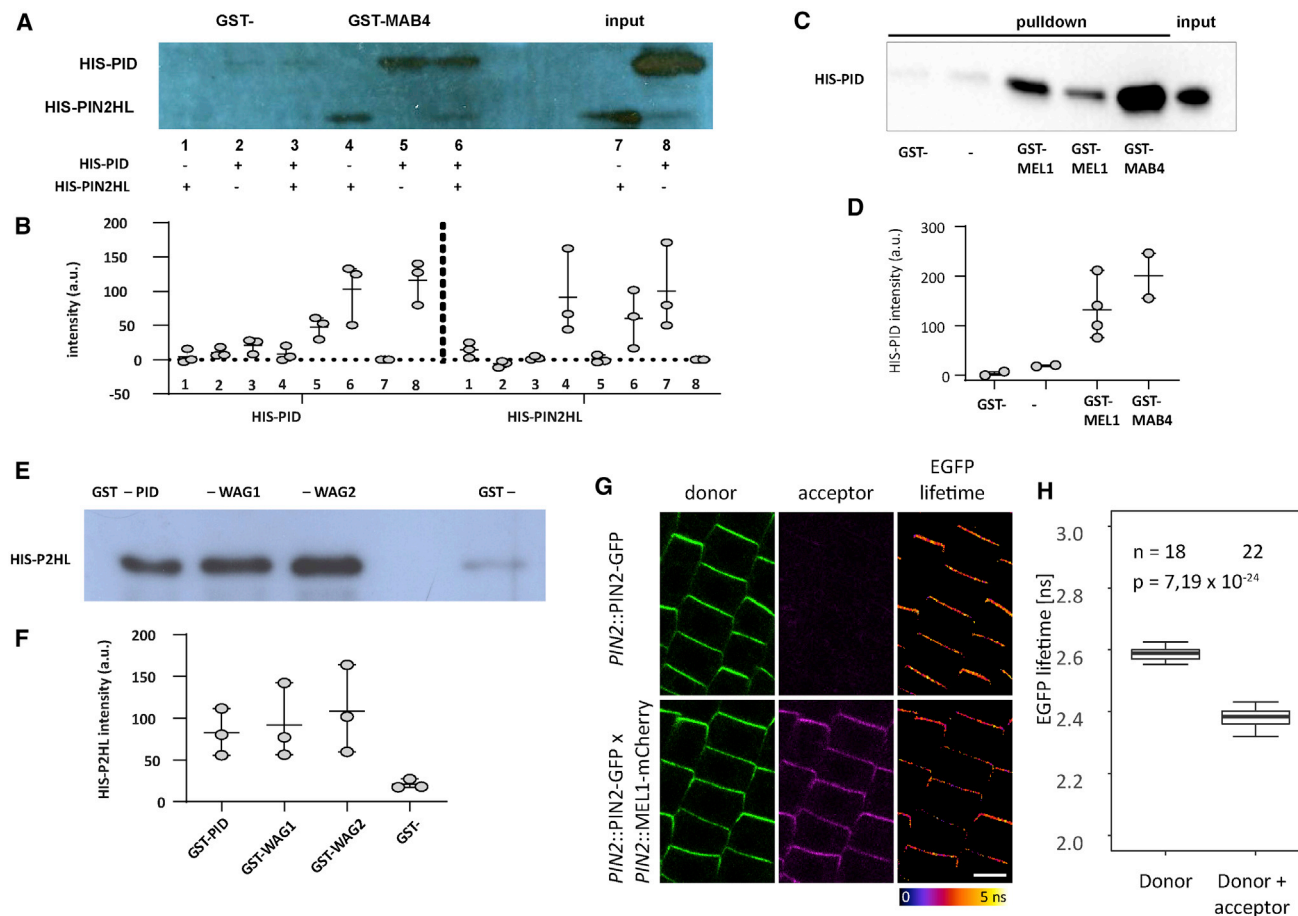 A
GST-
GST-MAB4
input
HIS-PID
HIS-PIN2HL
1 2 3 4 5 6 7 8
HIS-PID - + + - + + - +
HIS-PIN2HL + - + + - + + -
B
intensity (a.u.)
200
150
100
50
0
-50
1 2 3 4 5 6 7 8 1 2 3 4 5 6 7 8
HIS-PID
HIS-PIN2HL
C
pulldown
input
HIS-PID
GST- - GST-MEL1 GST-MEL1 GST-MAB4
D
HIS-PID intensity (a.u.)
300
200
100
0
GST- - GST-MEL1 GST-MAB4
E
GST – PID – WAG1 – WAG2 GST –
HIS-P2HL
F
HIS-P2HL intensity (a.u.)
200
150
100
50
0
GST-PID
GST-WAG1
GST-WAG2
GST-
G
donor
acceptor
EGFP
lifetime
PIN2::PIN2-GFP
PIN2::PIN2-GFP x
PIN2::MEL1-mCherry
0 5 ns
H
EGFP lifetime [ns]
3.0
2.8
2.6
2.4
2.2
2.0
n = 18 22
p = 7,19 x 10-24
Donor
Donor +
acceptor